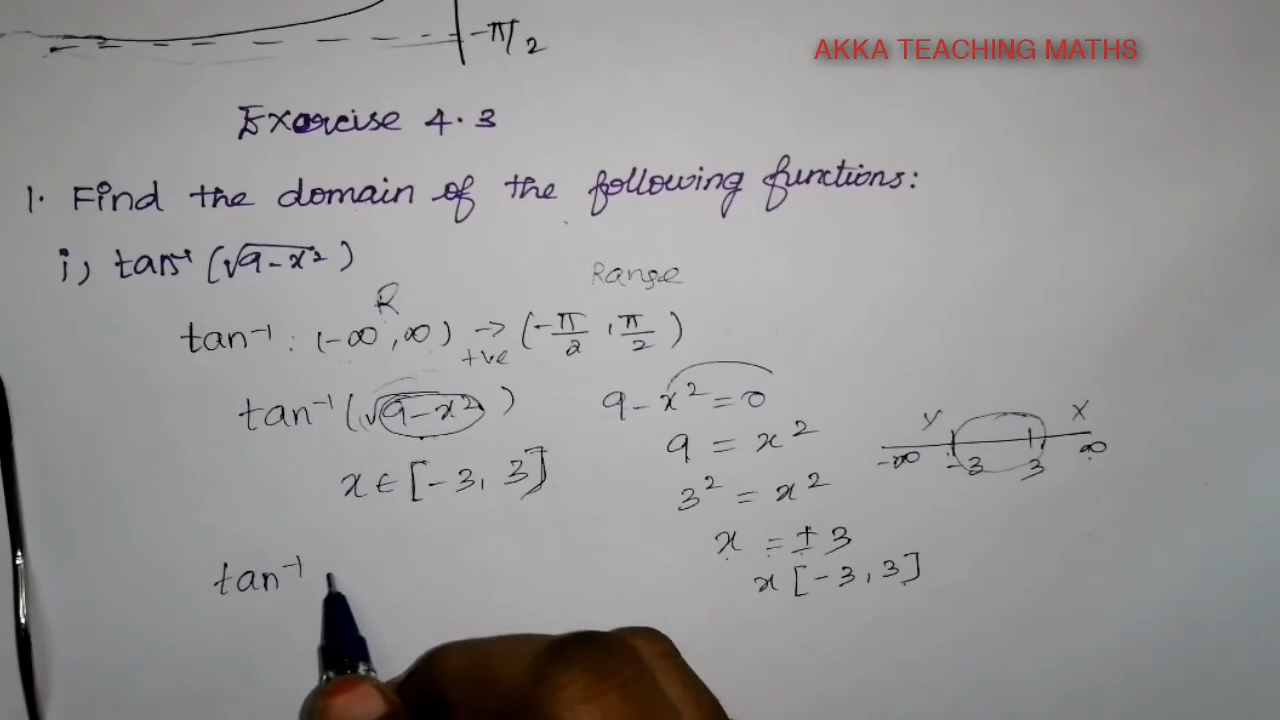 -π/2
AKKA TEACHING MATHS
Exercise 4.3
1. Find the domain of the following functions:
i) tan⁻¹ (√9-x²)
R
Range
tan⁻¹ : (-∞, ∞) → (-π/2, π/2)
+ve
tan⁻¹ (√9-x²)
9-x² = 0
9 = x²
y x
-∞ -3 3 ∞
x ∈ [-3, 3]
3² = x²
x = ± 3
x [-3, 3]
tan⁻¹